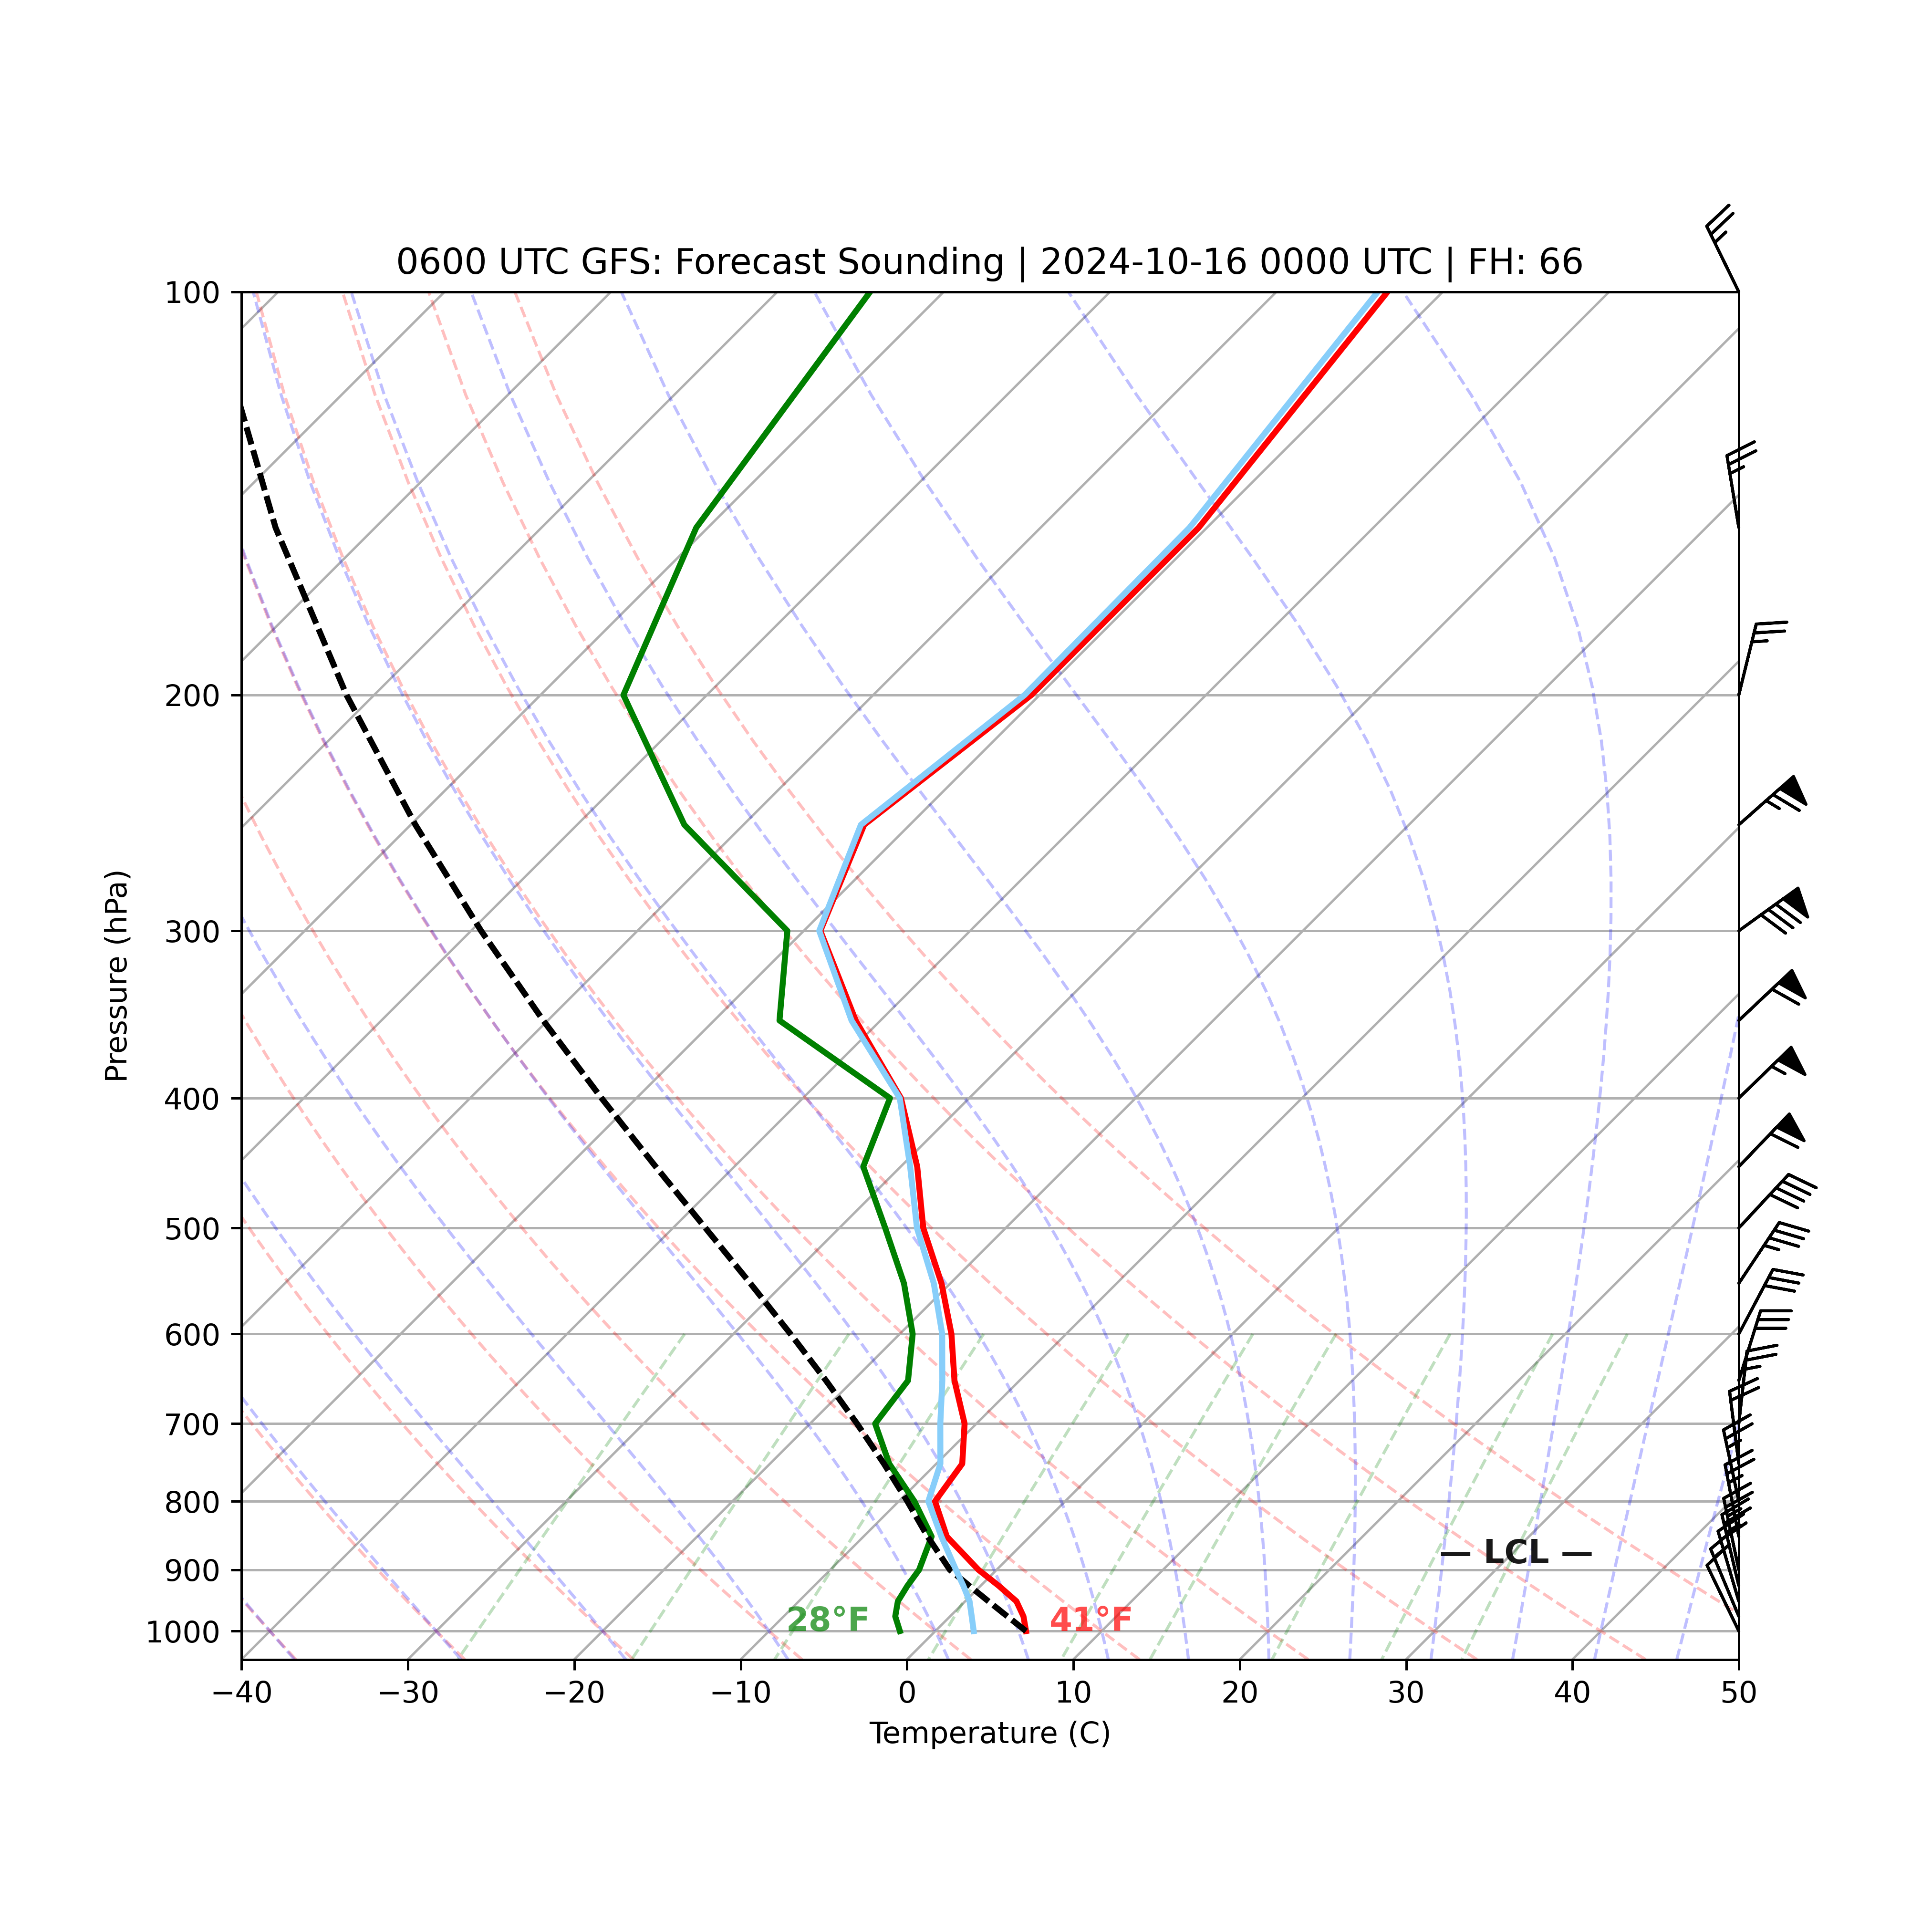 0600 UTC GFS: Forecast Sounding | 2024-10-16 0000 UTC | FH: 66
100
200
300
400
500
600
700
800
900
1000
Pressure (hPa)
— LCL —
28°F
41°F
−40 −30 −20 −10 0 10 20 30 40 50
Temperature (C)